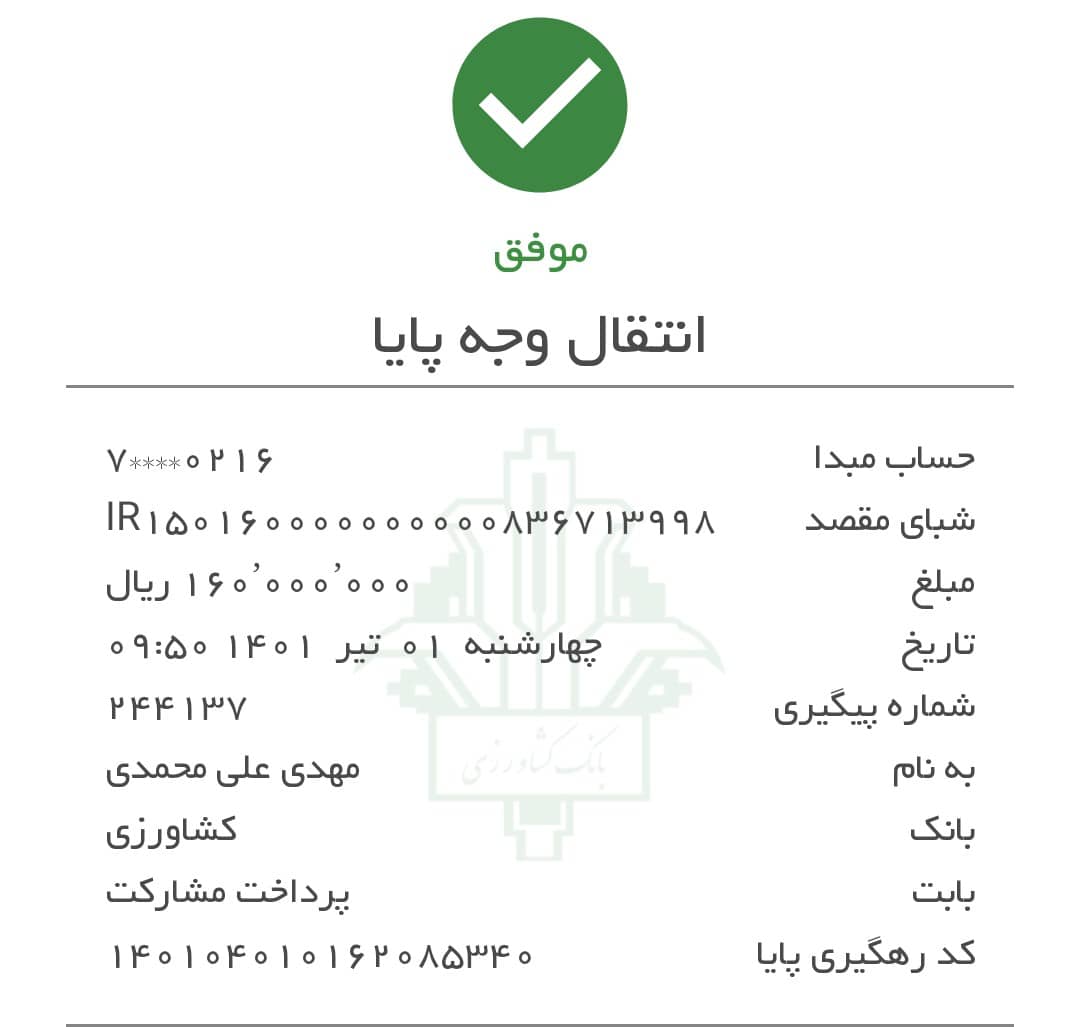 موفق
انتقال وجه پایا
حساب مبدا ۷****۰۲۱۶
شبای مقصد IR۱۵۰۱۶۰۰۰۰۰۰۰۰۰۰۰۸۳۶۷۱۳۹۹۸
مبلغ ۱۶۰٬۰۰۰٬۰۰۰ ریال
تاریخ چهارشنبه ۰۱ تیر ۱۴۰۱ ۰۹:۵۰
شماره پیگیری ۲۴۴۱۳۷
به نام مهدی علی محمدی
بانک کشاورزی
بانک کشاورزی
بابت پرداخت مشارکت
کد رهگیری پایا ۱۴۰۱۰۴۰۱۰۱۶۲۰۸۵۳۴۰